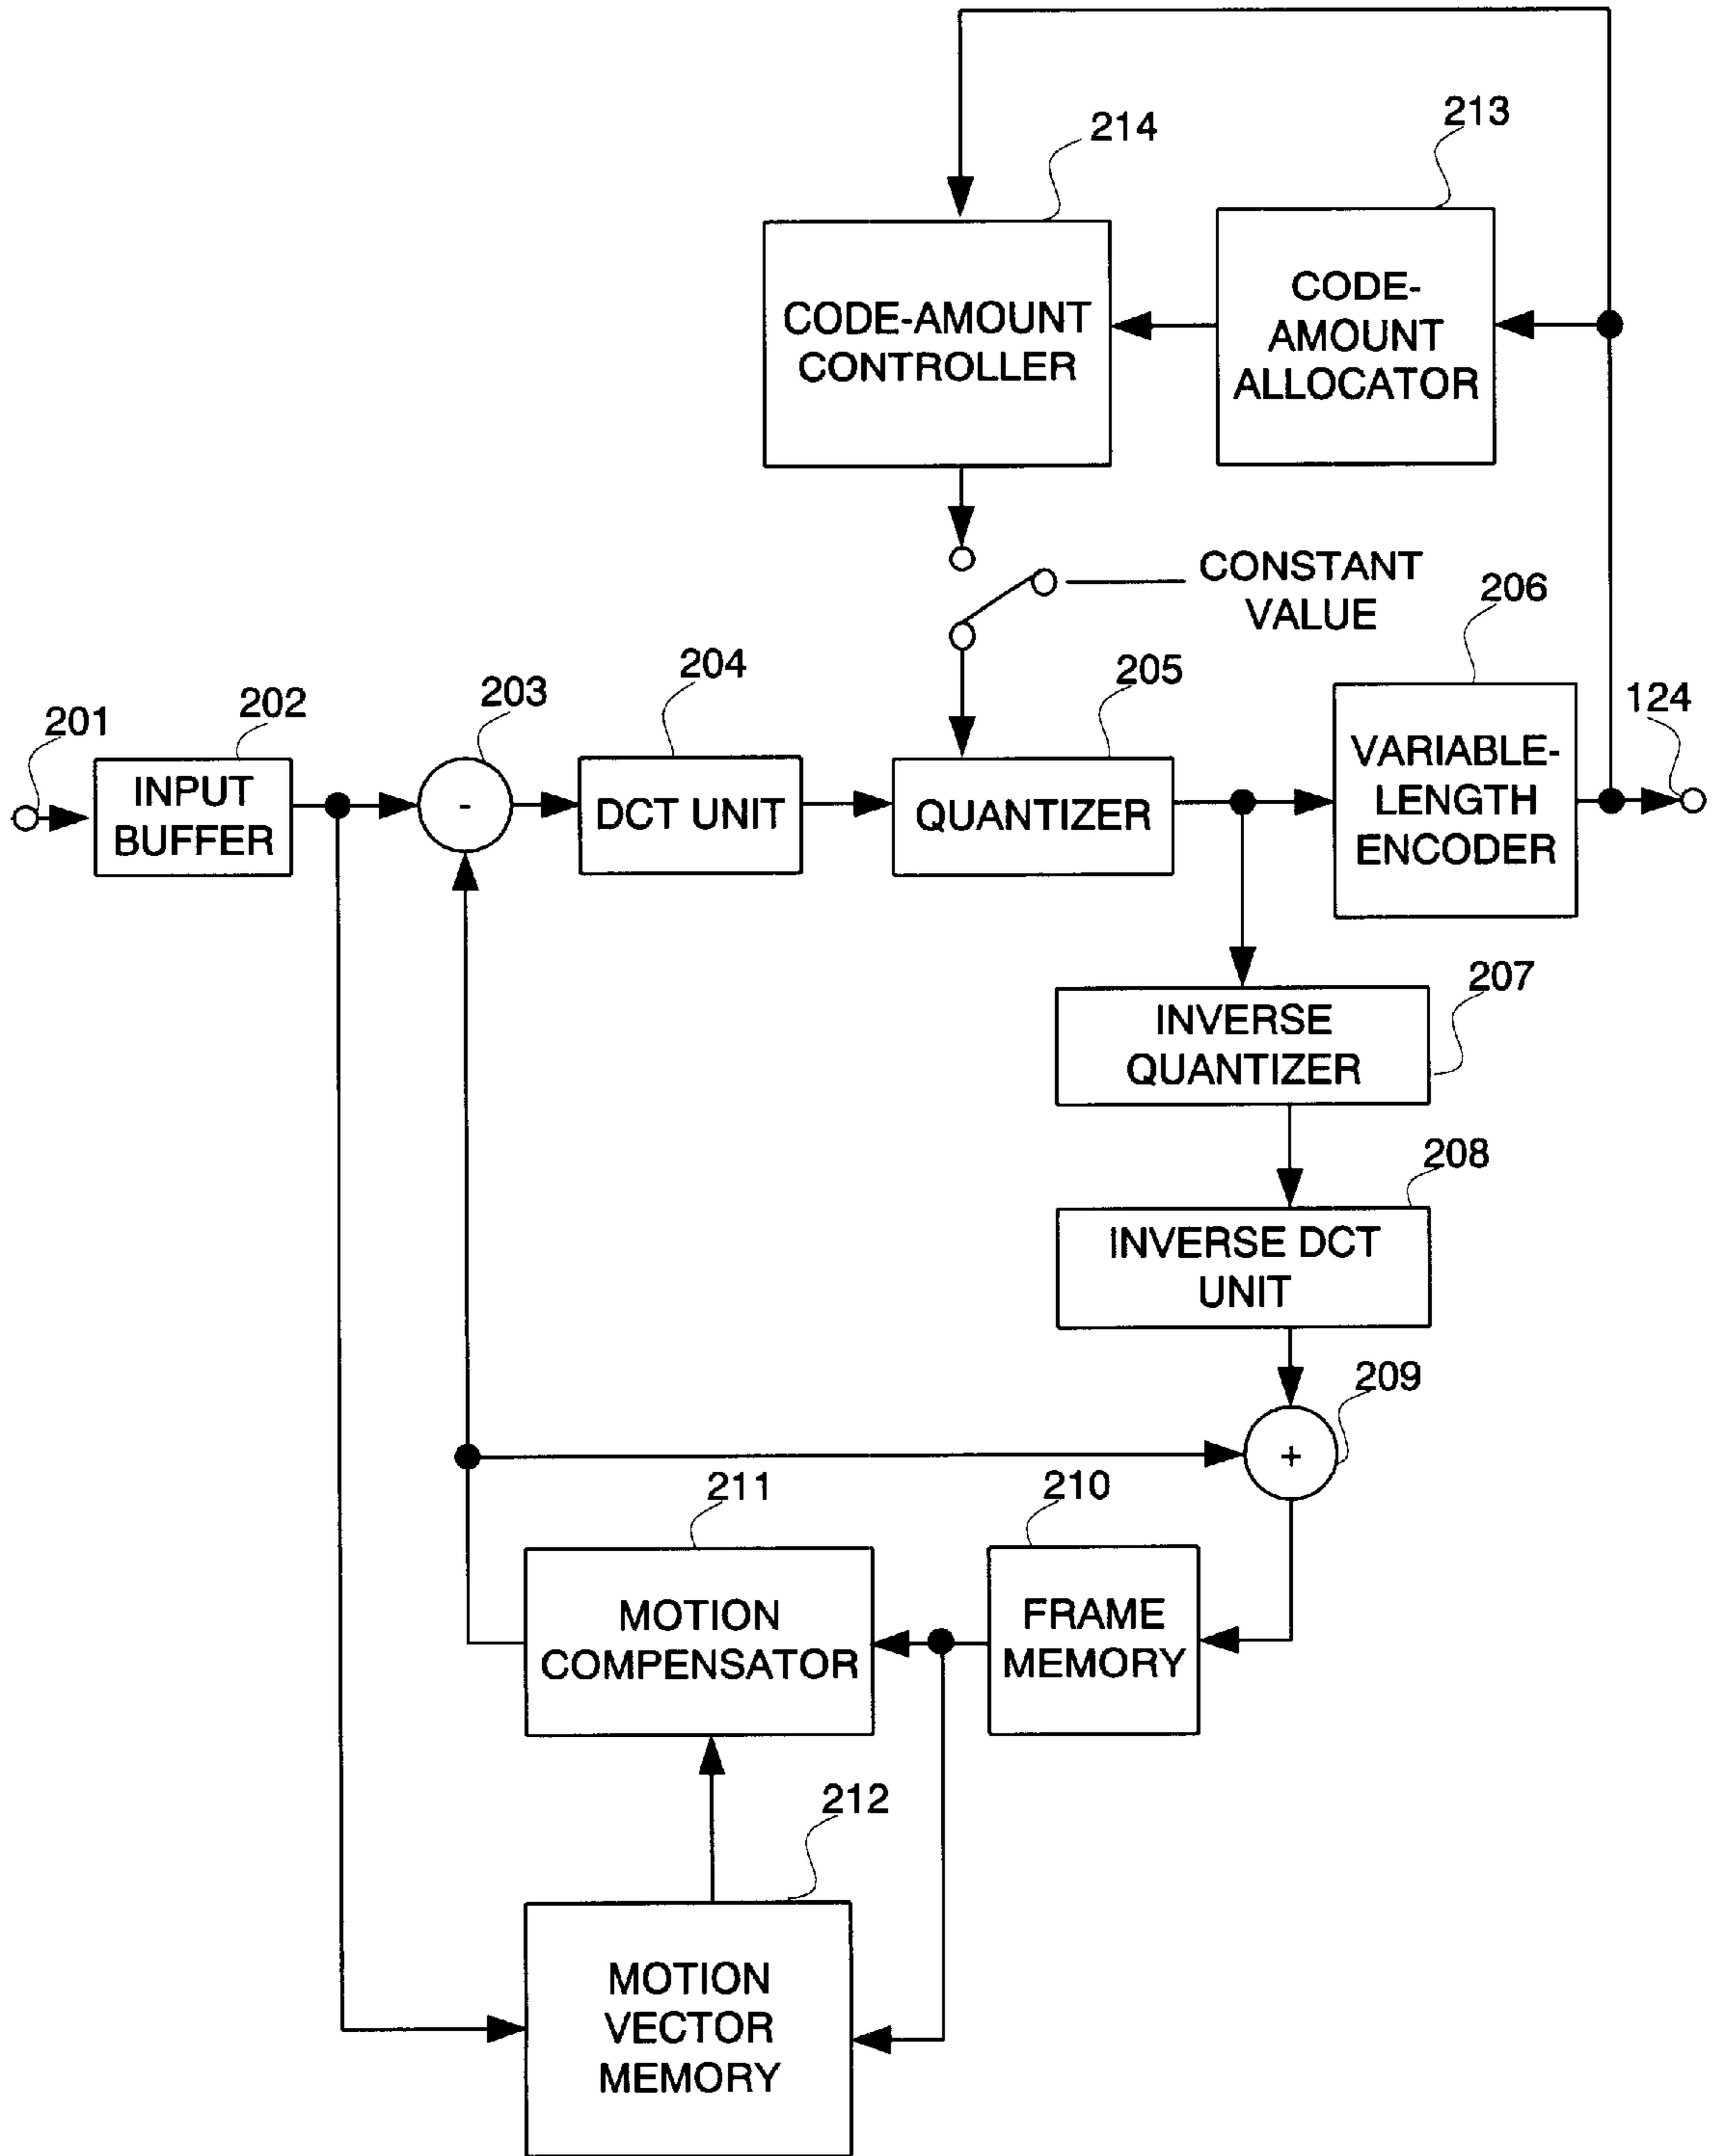 214
213
CODE-AMOUNT
CONTROLLER
CODE-
AMOUNT
ALLOCATOR
CONSTANT
VALUE
201
202
203
204
205
206
124
INPUT
BUFFER
-
DCT UNIT
QUANTIZER
VARIABLE-
LENGTH
ENCODER
207
INVERSE
QUANTIZER
208
INVERSE DCT
UNIT
209
+
211
210
MOTION
COMPENSATOR
FRAME
MEMORY
212
MOTION
VECTOR
MEMORY